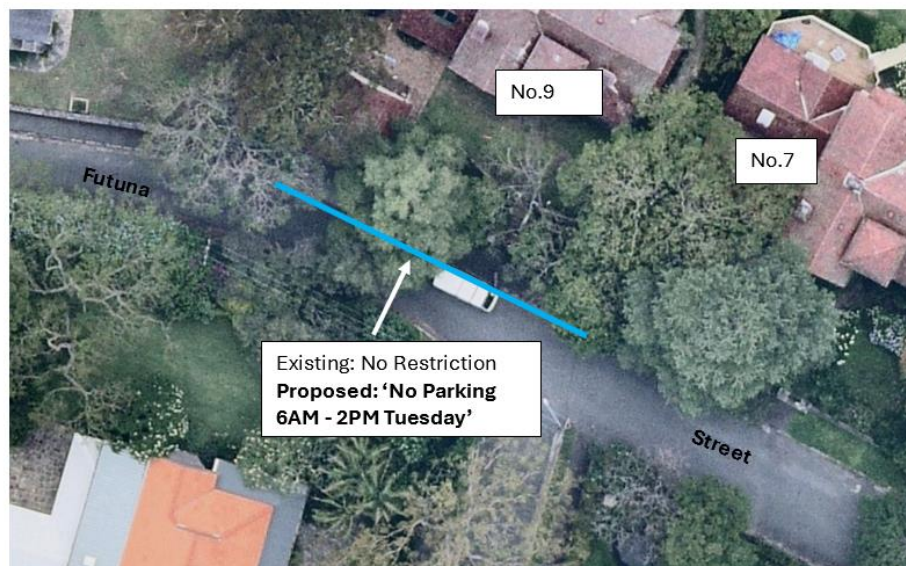 No.9
No.7
Futuna
Existing: No Restriction
Proposed: ‘No Parking
6AM - 2PM Tuesday’
Street